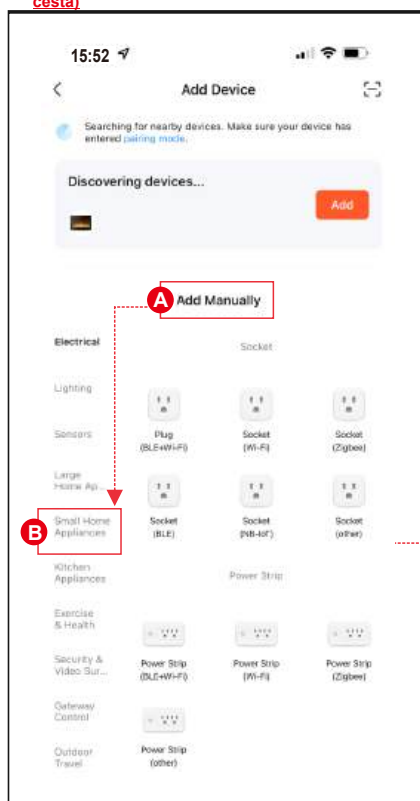 cesta)
15:52
Add Device
Searching for nearby devices. Make sure your device has
entered pairing mode.
Discovering devices...
Add
A
Add Manually
Electrical
Socket
Lighting
Sensors
Plug
(BLE+Wi-Fi)
Socket
(Wi-Fi)
Socket
(Zigbee)
Large
Home Ap...
B
Small Home
Appliances
Socket
(BLE)
Socket
(NB-IoT)
Socket
(other)
Kitchen
Appliances
Power Strip
Exercise
& Health
Security &
Video Sur...
Power Strip
(BLE+Wi-Fi)
Power Strip
(Wi-Fi)
Power Strip
(Zigbee)
Gateway
Control
Outdoor
Travel
Power Strip
(other)